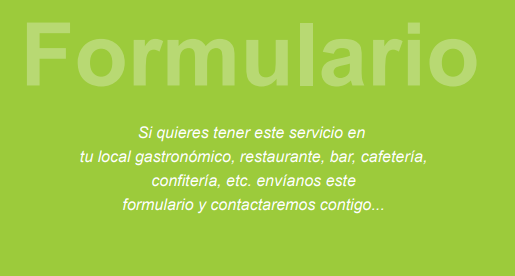 Formulario
Si quieres tener este servicio en
tu local gastronómico, restaurante, bar, cafetería,
confitería, etc. envíanos este
formulario y contactaremos contigo...